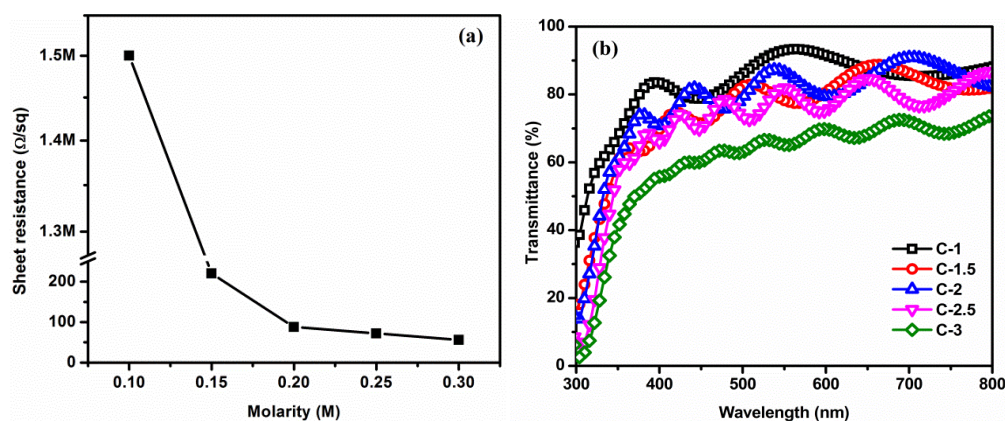 (a)
Sheet resistance (Ω/sq)
1.5M
1.4M
1.3M
200
100
0
0.10 0.15 0.20 0.25 0.30
Molarity (M)
(b)
Transmittance (%)
100
80
60
40
20
0
C-1
C-1.5
C-2
C-2.5
C-3
300 400 500 600 700 800
Wavelength (nm)